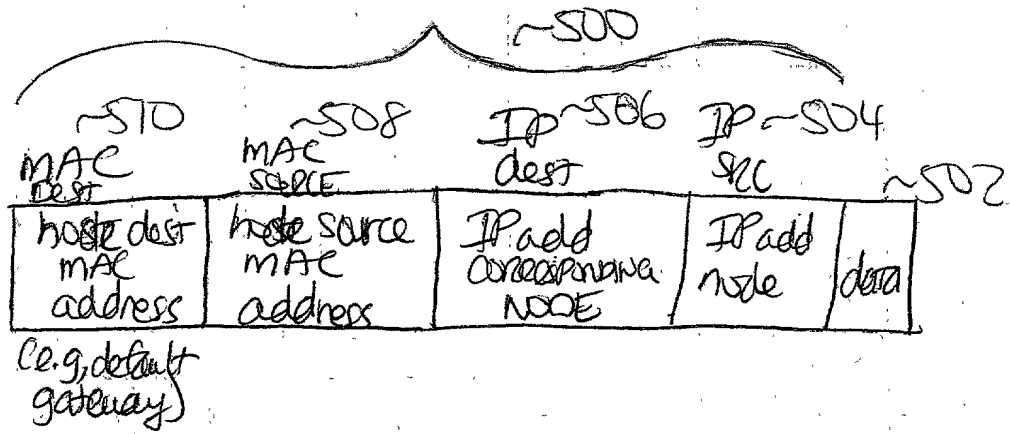 ~500
~510 ~508 IP ~506 IP ~504
MAC MAC dest SRC
DEST SOURCE ~502
node dest node source IP add IP add data
MAC MAC corresponding node
address address NODE
(e.g, default
gateway)